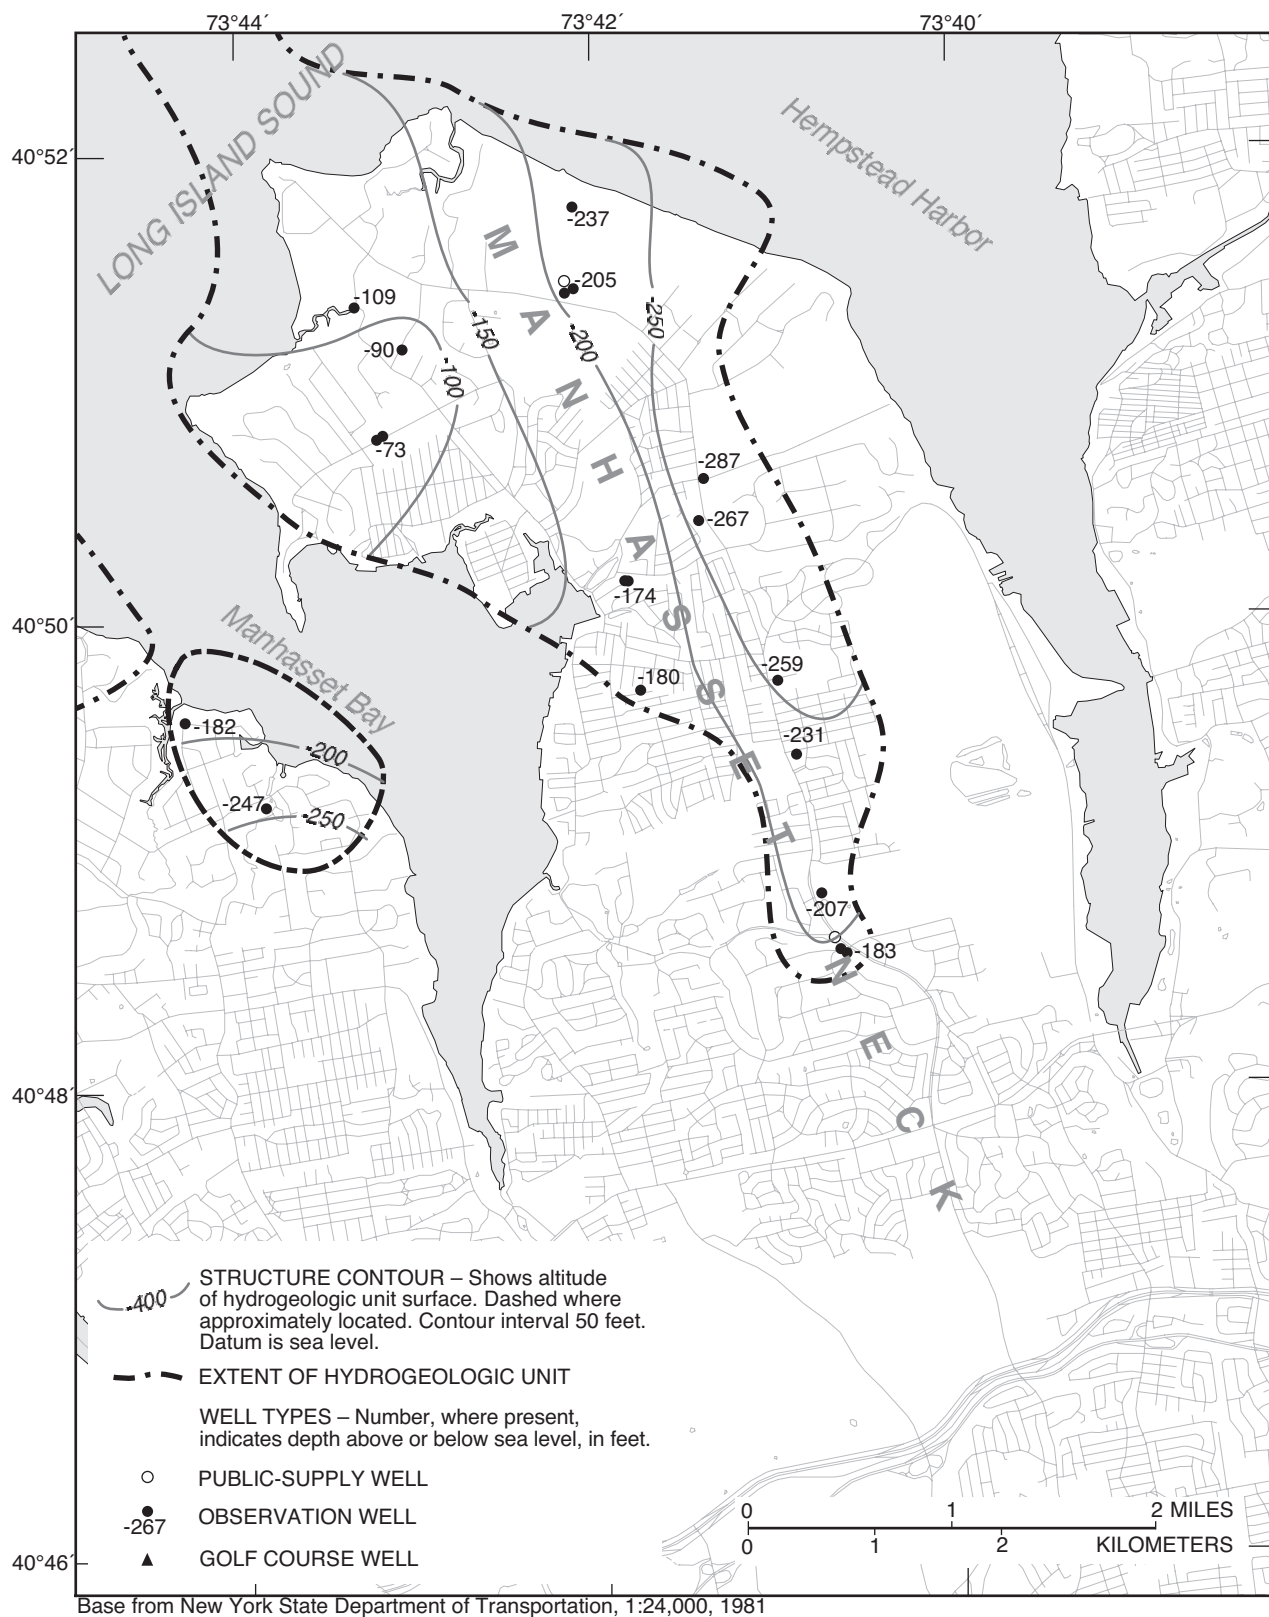 73°44´
73°42´
73°40´
LONG ISLAND SOUND
Hempstead Harbor
40°52´
-237
MANHASSET NECK
-205
-109
-250
-150
-200
-90
-100
-73
-287
-267
-174
40°50´
Manhasset Bay
-259
-180
-182
-231
-200
-247
-250
-207
-183
40°48´
-400
STRUCTURE CONTOUR – Shows altitude
of hydrogeologic unit surface. Dashed where
approximately located. Contour interval 50 feet.
Datum is sea level.
EXTENT OF HYDROGEOLOGIC UNIT
WELL TYPES – Number, where present,
indicates depth above or below sea level, in feet.
PUBLIC-SUPPLY WELL
OBSERVATION WELL
-267
GOLF COURSE WELL
0 1 2 MILES
0 1 2 KILOMETERS
40°46´
Base from New York State Department of Transportation, 1:24,000, 1981